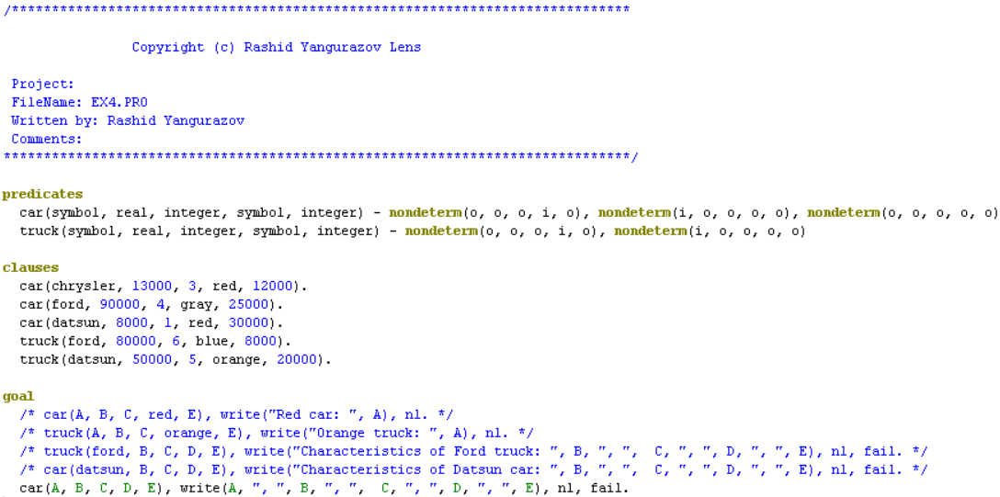 /******************************************************************************
Copyright (c) Rashid Yangurazov Lens
Project:
FileName: EX4.PRO
Written by: Rashid Yangurazov
Comments:
******************************************************************************/
predicates
car(symbol, real, integer, symbol, integer) - nondeterm(o, o, o, i, o), nondeterm(i, o, o, o, o), nondeterm(o, o, o, o, o)
truck(symbol, real, integer, symbol, integer) - nondeterm(o, o, o, i, o), nondeterm(i, o, o, o, o)
clauses
car(chrysler, 13000, 3, red, 12000).
car(ford, 90000, 4, gray, 25000).
car(datsun, 8000, 1, red, 30000).
truck(ford, 80000, 6, blue, 8000).
truck(datsun, 50000, 5, orange, 20000).
goal
/* car(A, B, C, red, E), write("Red car: ", A), nl. */
/* truck(A, B, C, orange, E), write("Orange truck: ", A), nl. */
/* truck(ford, B, C, D, E), write("Characteristics of Ford truck: ", B, ", ",  C, ", ", D, ", ", E), nl, fail. */
/* car(datsun, B, C, D, E), write("Characteristics of Datsun car: ", B, ", ",  C, ", ", D, ", ", E), nl, fail. */
car(A, B, C, D, E), write(A, ", ", B, ", ",  C, ", ", D, ", ", E), nl, fail.